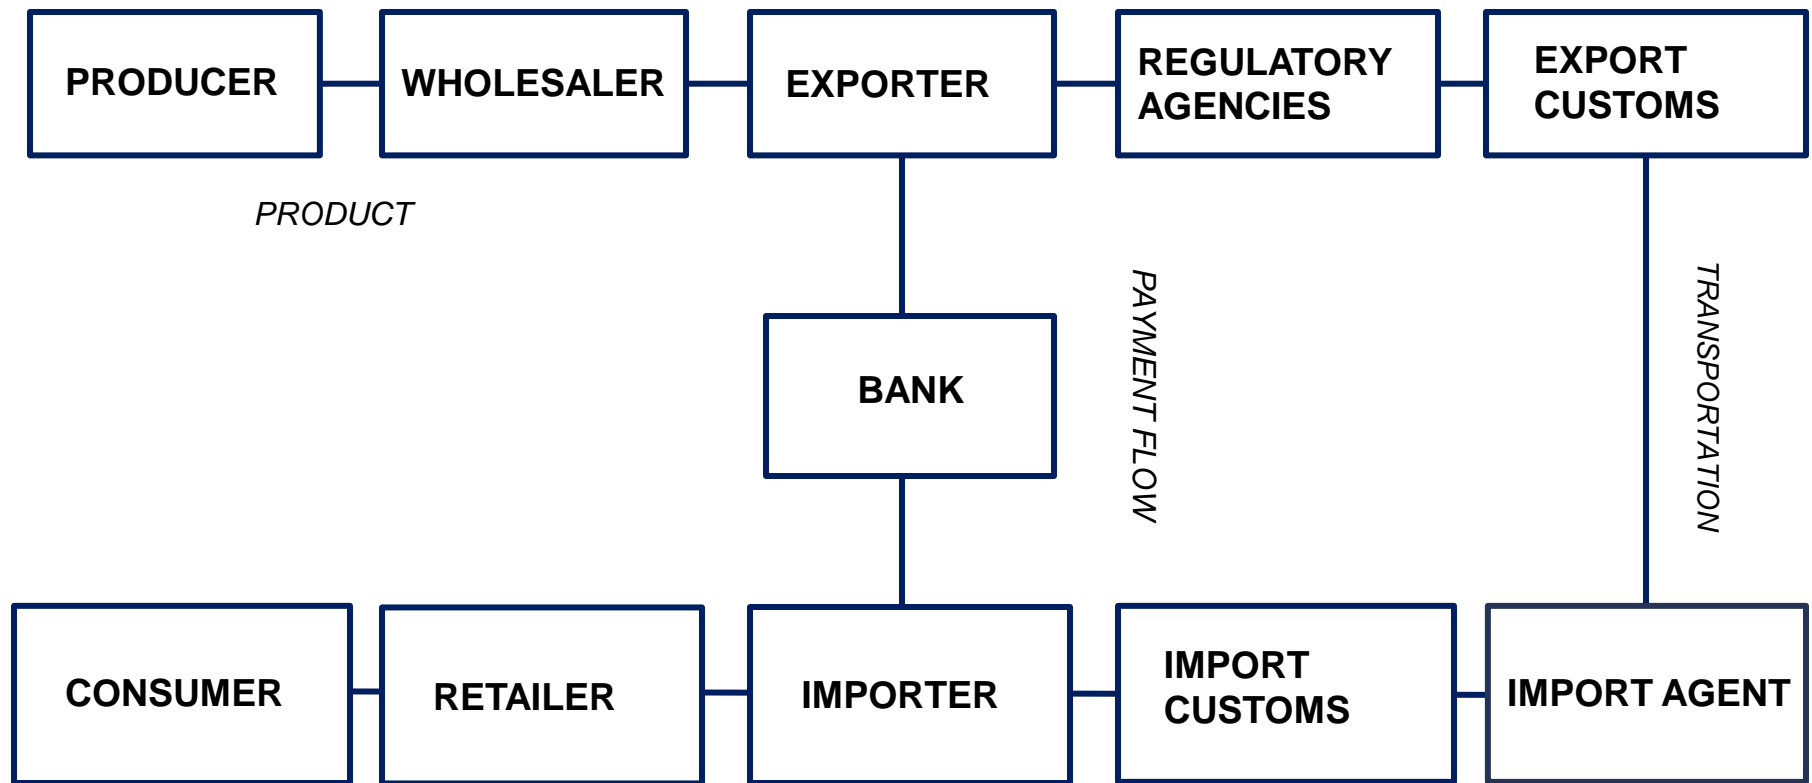 PRODUCER
WHOLESALER
EXPORTER
REGULATORY
AGENCIES
EXPORT
CUSTOMS
PRODUCT
PAYMENT FLOW
TRANSPORTATION
BANK
CONSUMER
RETAILER
IMPORTER
IMPORT
CUSTOMS
IMPORT AGENT